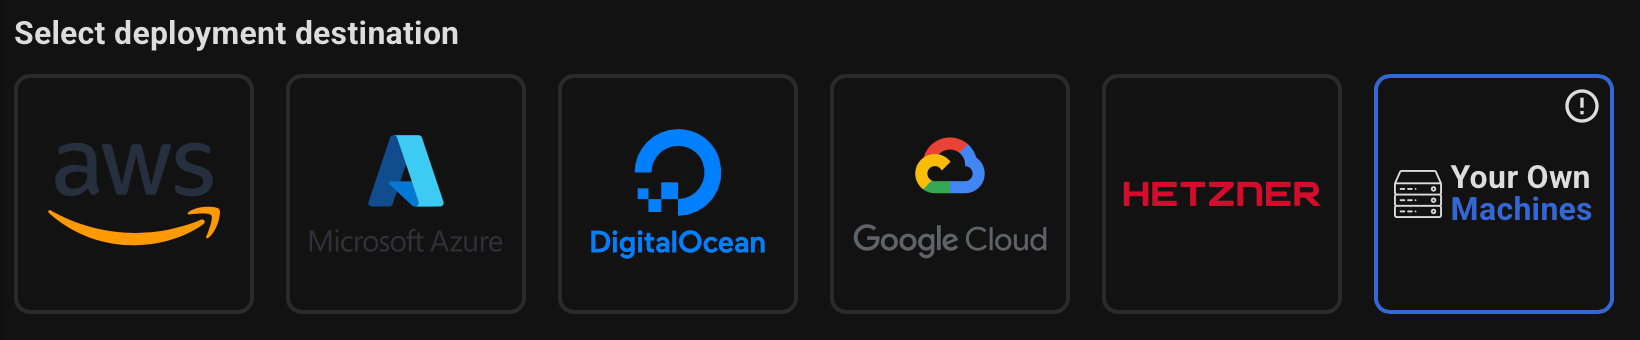 Select deployment destination
aws
Microsoft Azure
DigitalOcean
Google Cloud
HETZNER
Your Own
Machines